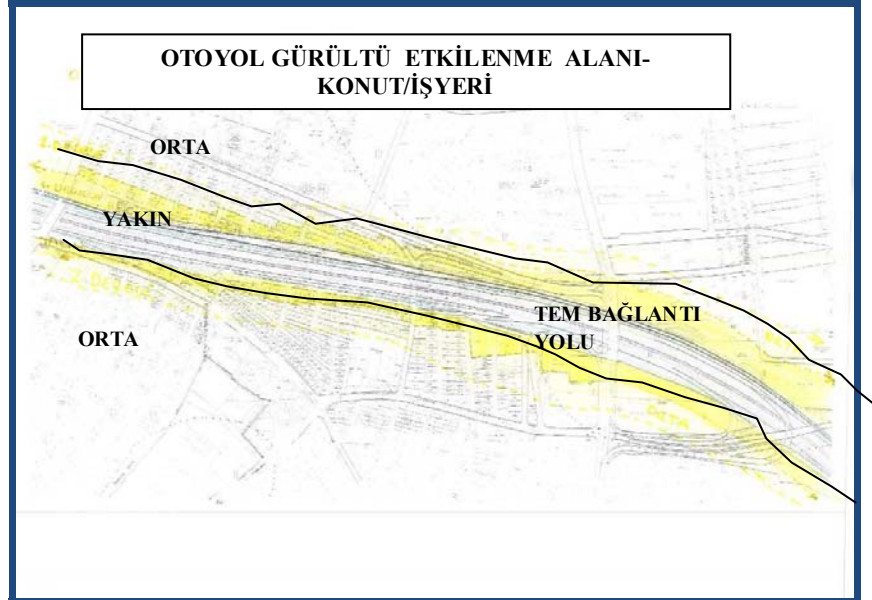 OTOYOL GÜRÜLTÜ ETKİLENME ALANI-
KONUT/İŞYERİ
ORTA
YAKIN
TEM BAĞLANTI
YOLU
ORTA